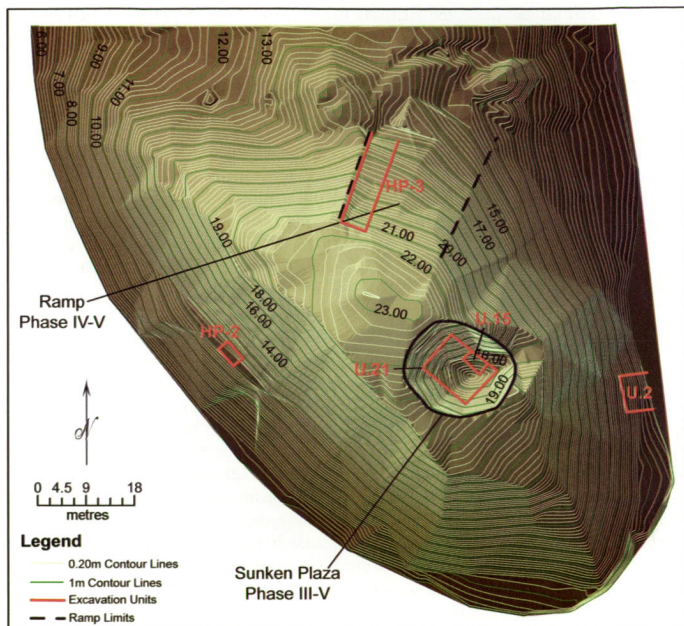 6.00
7.00
8.00
9.00
10.00
11.00
12.00
13.00
HP-3
15.00
17.00
20.00
21.00
22.00
23.00
19.00
18.00
16.00
14.00
Ramp
Phase IV-V
HP-2
U.15
18.00
U.21
19.00
U.2
N
0 4.5 9 18
metres
Legend
0.20m Contour Lines
1m Contour Lines
Excavation Units
Ramp Limits
Sunken Plaza
Phase III-V